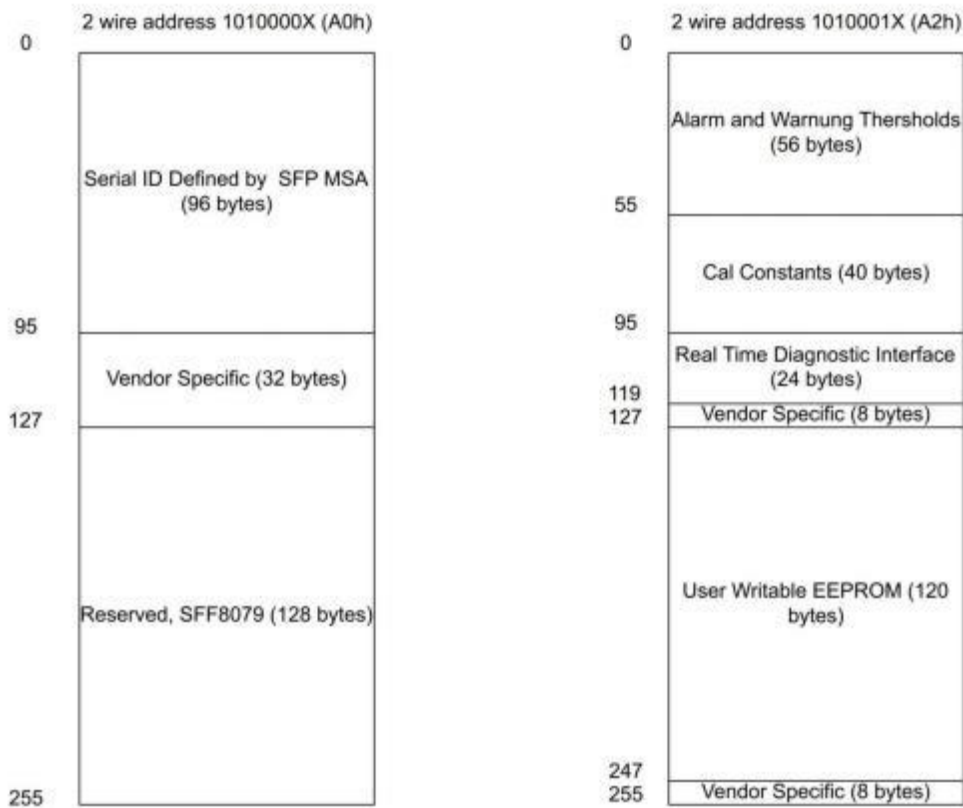 2 wire address 1010000X (A0h)
0
Serial ID Defined by SFP MSA
(96 bytes)
95
Vendor Specific (32 bytes)
127
Reserved, SFF8079 (128 bytes)
255
2 wire address 1010001X (A2h)
0
Alarm and Warnung Thersholds
(56 bytes)
55
Cal Constants (40 bytes)
95
Real Time Diagnostic Interface
(24 bytes)
119
Vendor Specific (8 bytes)
127
User Writable EEPROM (120
bytes)
247
Vendor Specific (8 bytes)
255